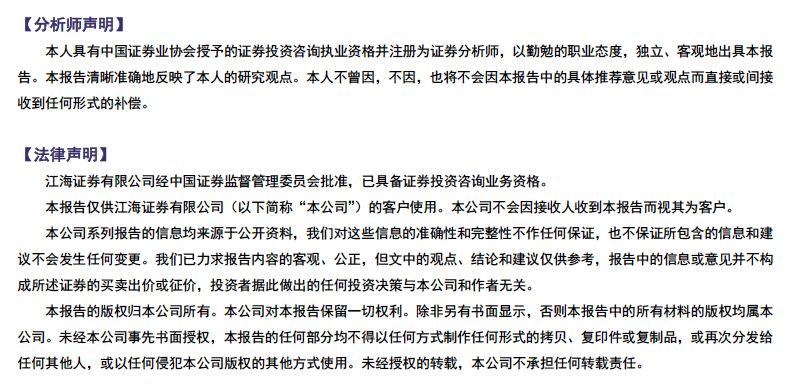 【分析师声明】
本人具有中国证券业协会授予的证券投资咨询执业资格并注册为证券分析师，以勤勉的职业态度，独立、客观地出具本报
告。本报告清晰准确地反映了本人的研究观点。本人不曾因，不因，也将不会因本报告中的具体推荐意见或观点而直接或间接
收到任何形式的补偿。
【法律声明】
江海证券有限公司经中国证券监督管理委员会批准，已具备证券投资咨询业务资格。
本报告仅供江海证券有限公司（以下简称“本公司”）的客户使用。本公司不会因接收人收到本报告而视其为客户。
本公司系列报告的信息均来源于公开资料，我们对这些信息的准确性和完整性不作任何保证，也不保证所包含的信息和建
议不会发生任何变更。我们已力求报告内容的客观、公正，但文中的观点、结论和建议仅供参考，报告中的信息或意见并不构
成所述证券的买卖出价或征价，投资者据此做出的任何投资决策与本公司和作者无关。
本报告的版权归本公司所有。本公司对本报告保留一切权利。除非另有书面显示，否则本报告中的所有材料的版权均属本
公司。未经本公司事先书面授权，本报告的任何部分均不得以任何方式制作任何形式的拷贝、复印件或复制品，或再次分发给
任何其他人，或以任何侵犯本公司版权的其他方式使用。未经授权的转载，本公司不承担任何转载责任。